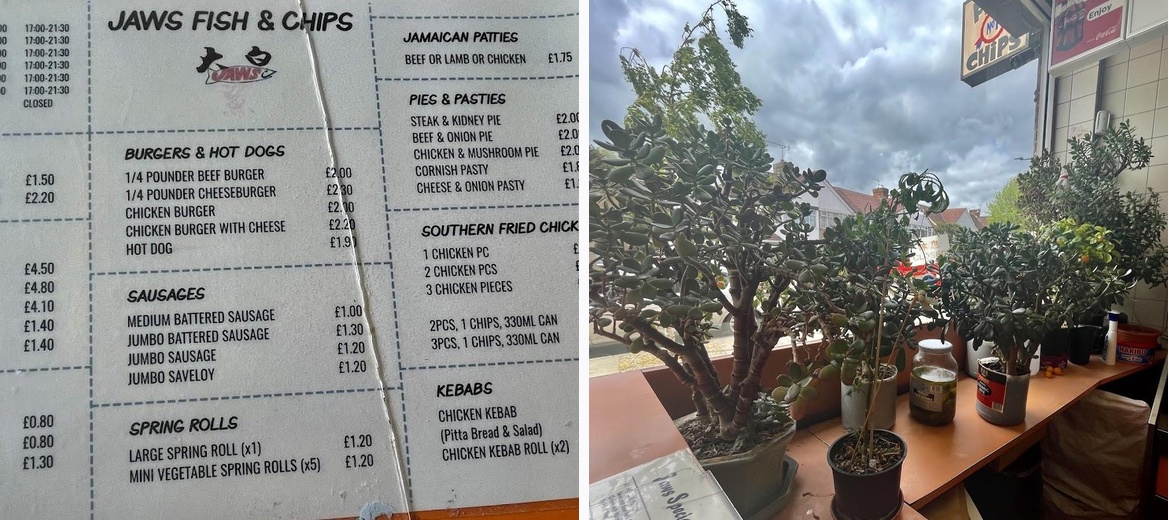 17:00-21:30
17:00-21:30
17:00-21:30
17:00-21:30
17:00-21:30
17:00-21:30
CLOSED
£1.50
£2.20
£4.50
£4.80
£4.10
£1.40
£1.40
£0.80
£0.80
£1.30
JAWS FISH & CHIPS
JAWS
BURGERS & HOT DOGS
1/4 POUNDER BEEF BURGER £2.00
1/4 POUNDER CHEESEBURGER £2.30
CHICKEN BURGER
CHICKEN BURGER WITH CHEESE £2.20
HOT DOG £1.90
SAUSAGES
MEDIUM BATTERED SAUSAGE £1.00
JUMBO BATTERED SAUSAGE £1.30
JUMBO SAUSAGE £1.20
JUMBO SAVELOY £1.20
SPRING ROLLS
LARGE SPRING ROLL (x1) £1.20
MINI VEGETABLE SPRING ROLLS (x5) £1.20
JAMAICAN PATTIES
BEEF OR LAMB OR CHICKEN £1.75
PIES & PASTIES
STEAK & KIDNEY PIE
BEEF & ONION PIE
CHICKEN & MUSHROOM PIE
CORNISH PASTY
CHEESE & ONION PASTY
SOUTHERN FRIED CHICK
1 CHICKEN PC
2 CHICKEN PCS
3 CHICKEN PIECES
2PCS, 1 CHIPS, 330ML CAN
3PCS, 1 CHIPS, 330ML CAN
KEBABS
CHICKEN KEBAB
(Pitta Bread & Salad)
CHICKEN KEBAB ROLL (x2)
CHIPS
Enjoy
HARIBO
Jaws Speci